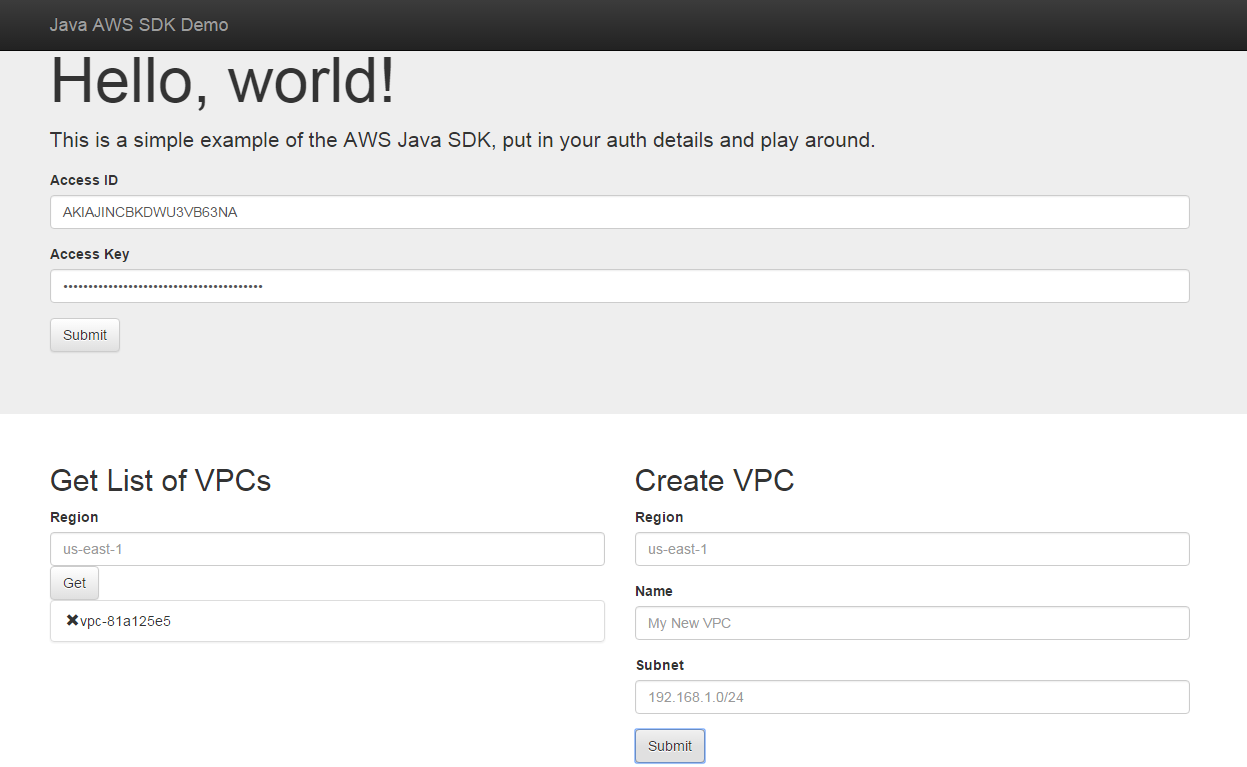 Java AWS SDK Demo
Hello, world!
This is a simple example of the AWS Java SDK, put in your auth details and play around.
Access ID
AKIAJINCBKDWU3VB63NA
Access Key
••••••••••••••••••••••••••••••••••••••••
Submit
Get List of VPCs
Region
us-east-1
Get
✖vpc-81a125e5
Create VPC
Region
us-east-1
Name
My New VPC
Subnet
192.168.1.0/24
Submit